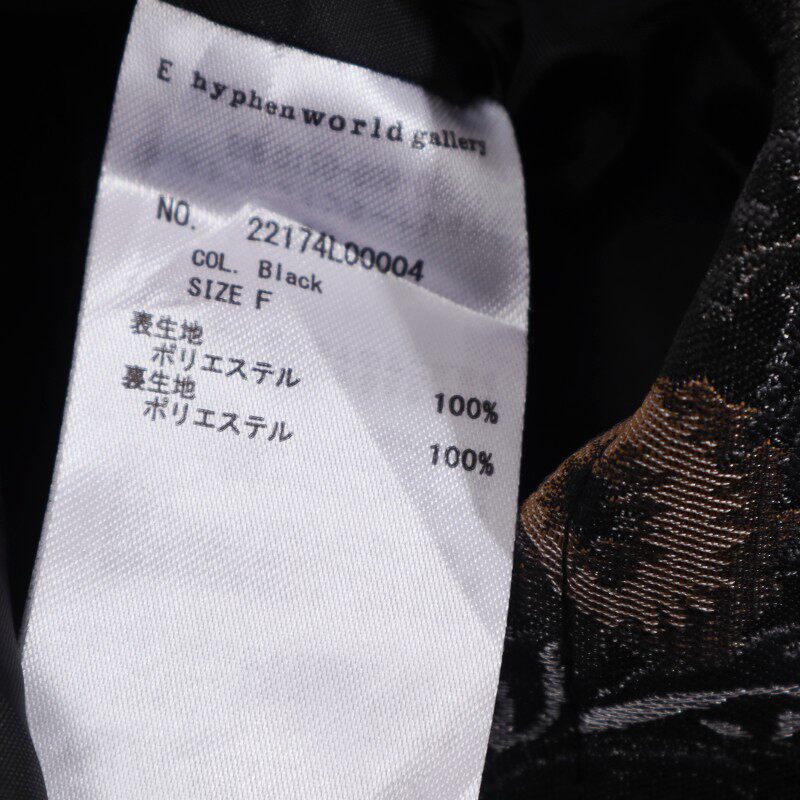 E hyphen world gallery
NO. 22174L00004
COL. Black
SIZE F
表生地
ポリエステル 100%
裏生地
ポリエステル 100%